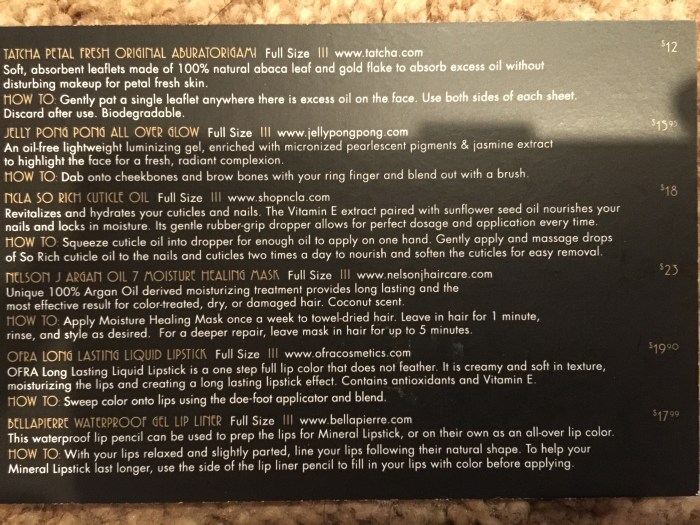 TATCHA PETAL FRESH ORIGINAL ABURATORIGAMI Full Size III www.tatcha.com $12
Soft, absorbent leaflets made of 100% natural abaca leaf and gold flake to absorb excess oil without
disturbing makeup for petal fresh skin.
HOW TO: Gently pat a single leaflet anywhere there is excess oil on the face. Use both sides of each sheet.
Discard after use. Biodegradable.
JELLY PONG PONG ALL OVER GLOW Full Size III www.jellypongpong.com
An oil-free lightweight luminizing gel, enriched with micronized pearlescent pigments & jasmine extract
to highlight the face for a fresh, radiant complexion.
HOW TO: Dab onto cheekbones and brow bones with your ring finger and blend out with a brush.
NCLA SO RICH CUTICLE OIL Full Size III www.shopncla.com $18
Revitalizes and hydrates your cuticles and nails. The Vitamin E extract paired with sunflower seed oil nourishes your
nails and locks in moisture. Its gentle rubber-grip dropper allows for perfect dosage and application every time.
HOW TO: Squeeze cuticle oil into dropper for enough oil to apply on one hand. Gently apply and massage drops
of So Rich cuticle oil to the nails and cuticles two times a day to nourish and soften the cuticles for easy removal.
NELSON J ARGAN OIL 7 MOISTURE HEALING MASK Full Size III www.nelsonjhaircare.com $23
Unique 100% Argan Oil derived moisturizing treatment provides long lasting and the
most effective result for color-treated, dry, or damaged hair. Coconut scent.
HOW TO: Apply Moisture Healing Mask once a week to towel-dried hair. Leave in hair for 1 minute,
rinse, and style as desired. For a deeper repair, leave mask in hair for up to 5 minutes.
OFRA LONG LASTING LIQUID LIPSTICK Full Size III www.ofracosmetics.com $1990
OFRA Long Lasting Liquid Lipstick is a one step full lip color that does not feather. It is creamy and soft in texture,
moisturizing the lips and creating a long lasting lipstick effect. Contains antioxidants and Vitamin E.
HOW TO: Sweep color onto lips using the doe-foot applicator and blend.
BELLAPIERRE WATERPROOF GEL LIP LINER Full Size III www.bellapierre.com $1799
This waterproof lip pencil can be used to prep the lips for Mineral Lipstick, or on their own as an all-over lip color.
HOW TO: With your lips relaxed and slightly parted, line your lips following their natural shape. To help your
Mineral Lipstick last longer, use the side of the lip liner pencil to fill in your lips with color before applying.